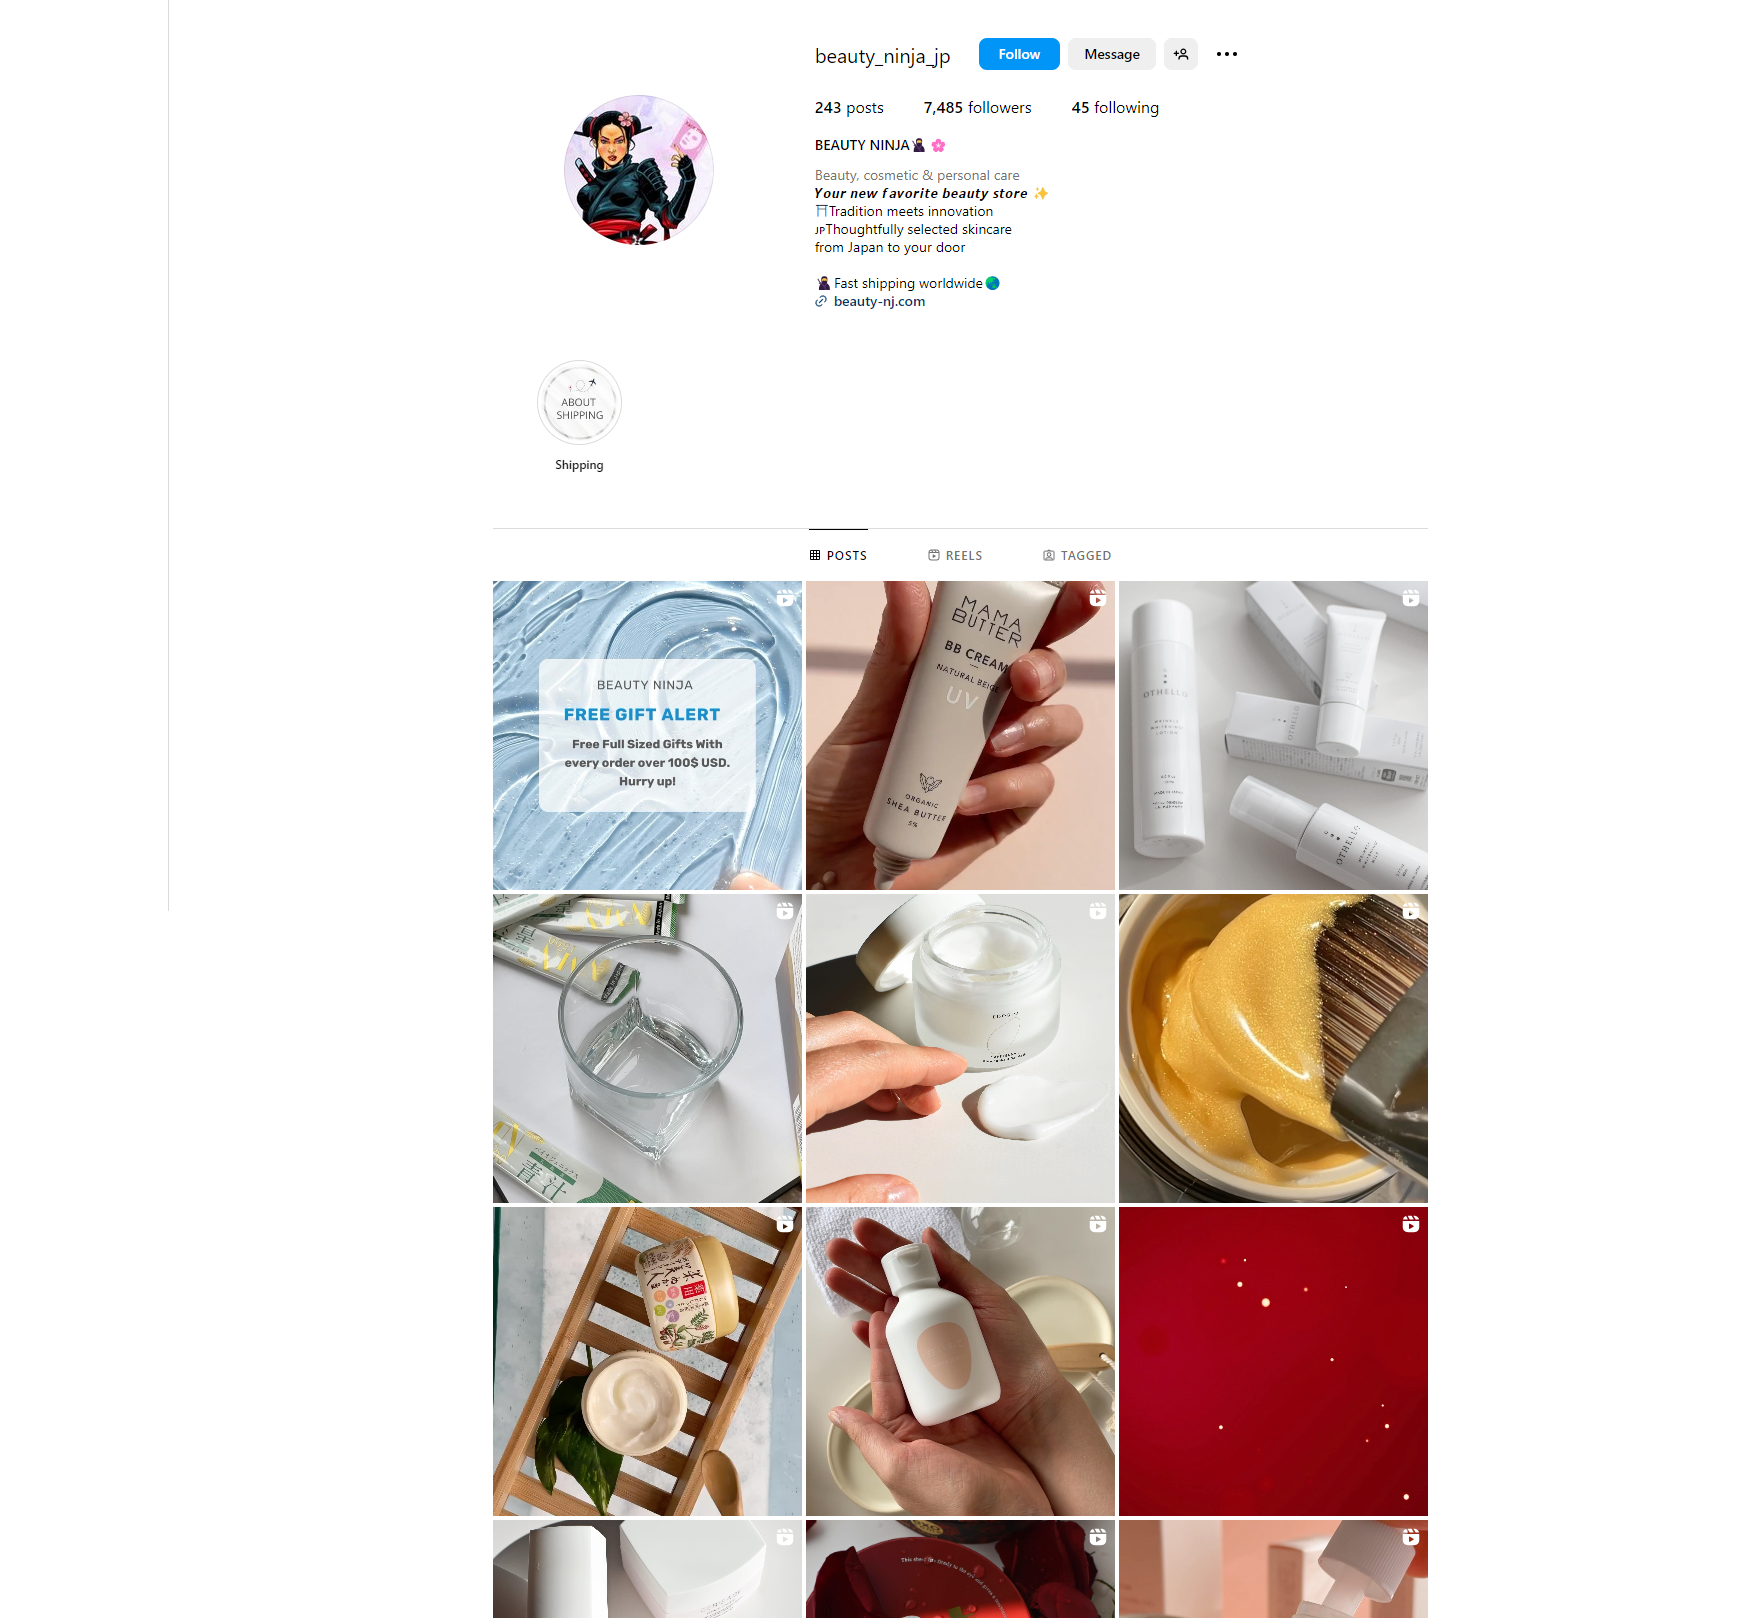 beauty_ninja_jp
Follow
Message
243 posts
7,485 followers
45 following
BEAUTY NINJA🥷🌸
Beauty, cosmetic & personal care
Your new favorite beauty store ✨
⛩️Tradition meets innovation
JPThoughtfully selected skincare
from Japan to your door
🥷Fast shipping worldwide🌏
beauty-nj.com
ABOUT
SHIPPING
Shipping
POSTS
REELS
TAGGED
BEAUTY NINJA
FREE GIFT ALERT
Free Full Sized Gifts With
every order over 100$ USD.
Hurry up!
MAMA
BUTTER
BB CREAM
NATURAL BEIGE
UV
ORGANIC
SHEA BUTTER
5%
OTHELLO
OTHELLO
OTHELLO
青汁